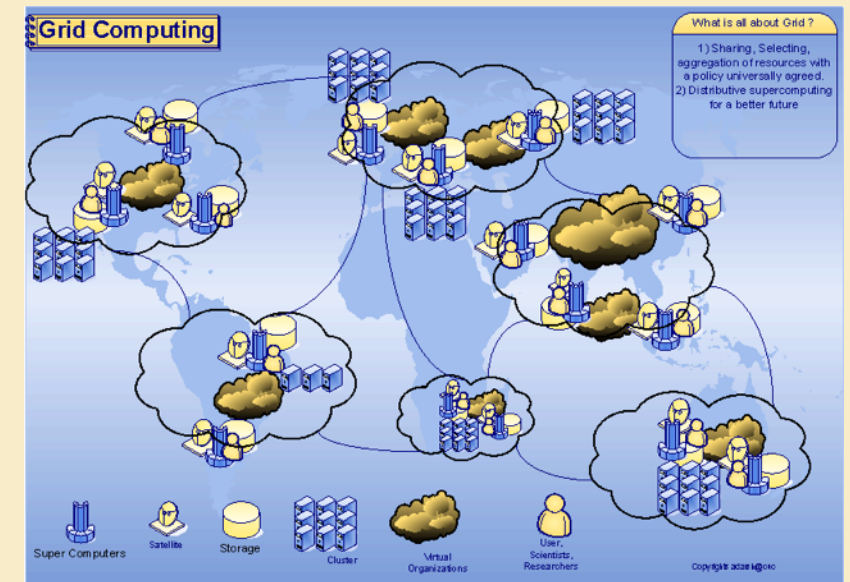 Grid Computing
What is all about Grid ?
1) Sharing, Selecting,
aggregation of resources with
a policy universally agreed.
2) Distributive supercomputing
for a better future
Super Computers
Satellite
Storage
Cluster
Virtual
Organizations
User,
Scientists,
Researchers
Copyrights